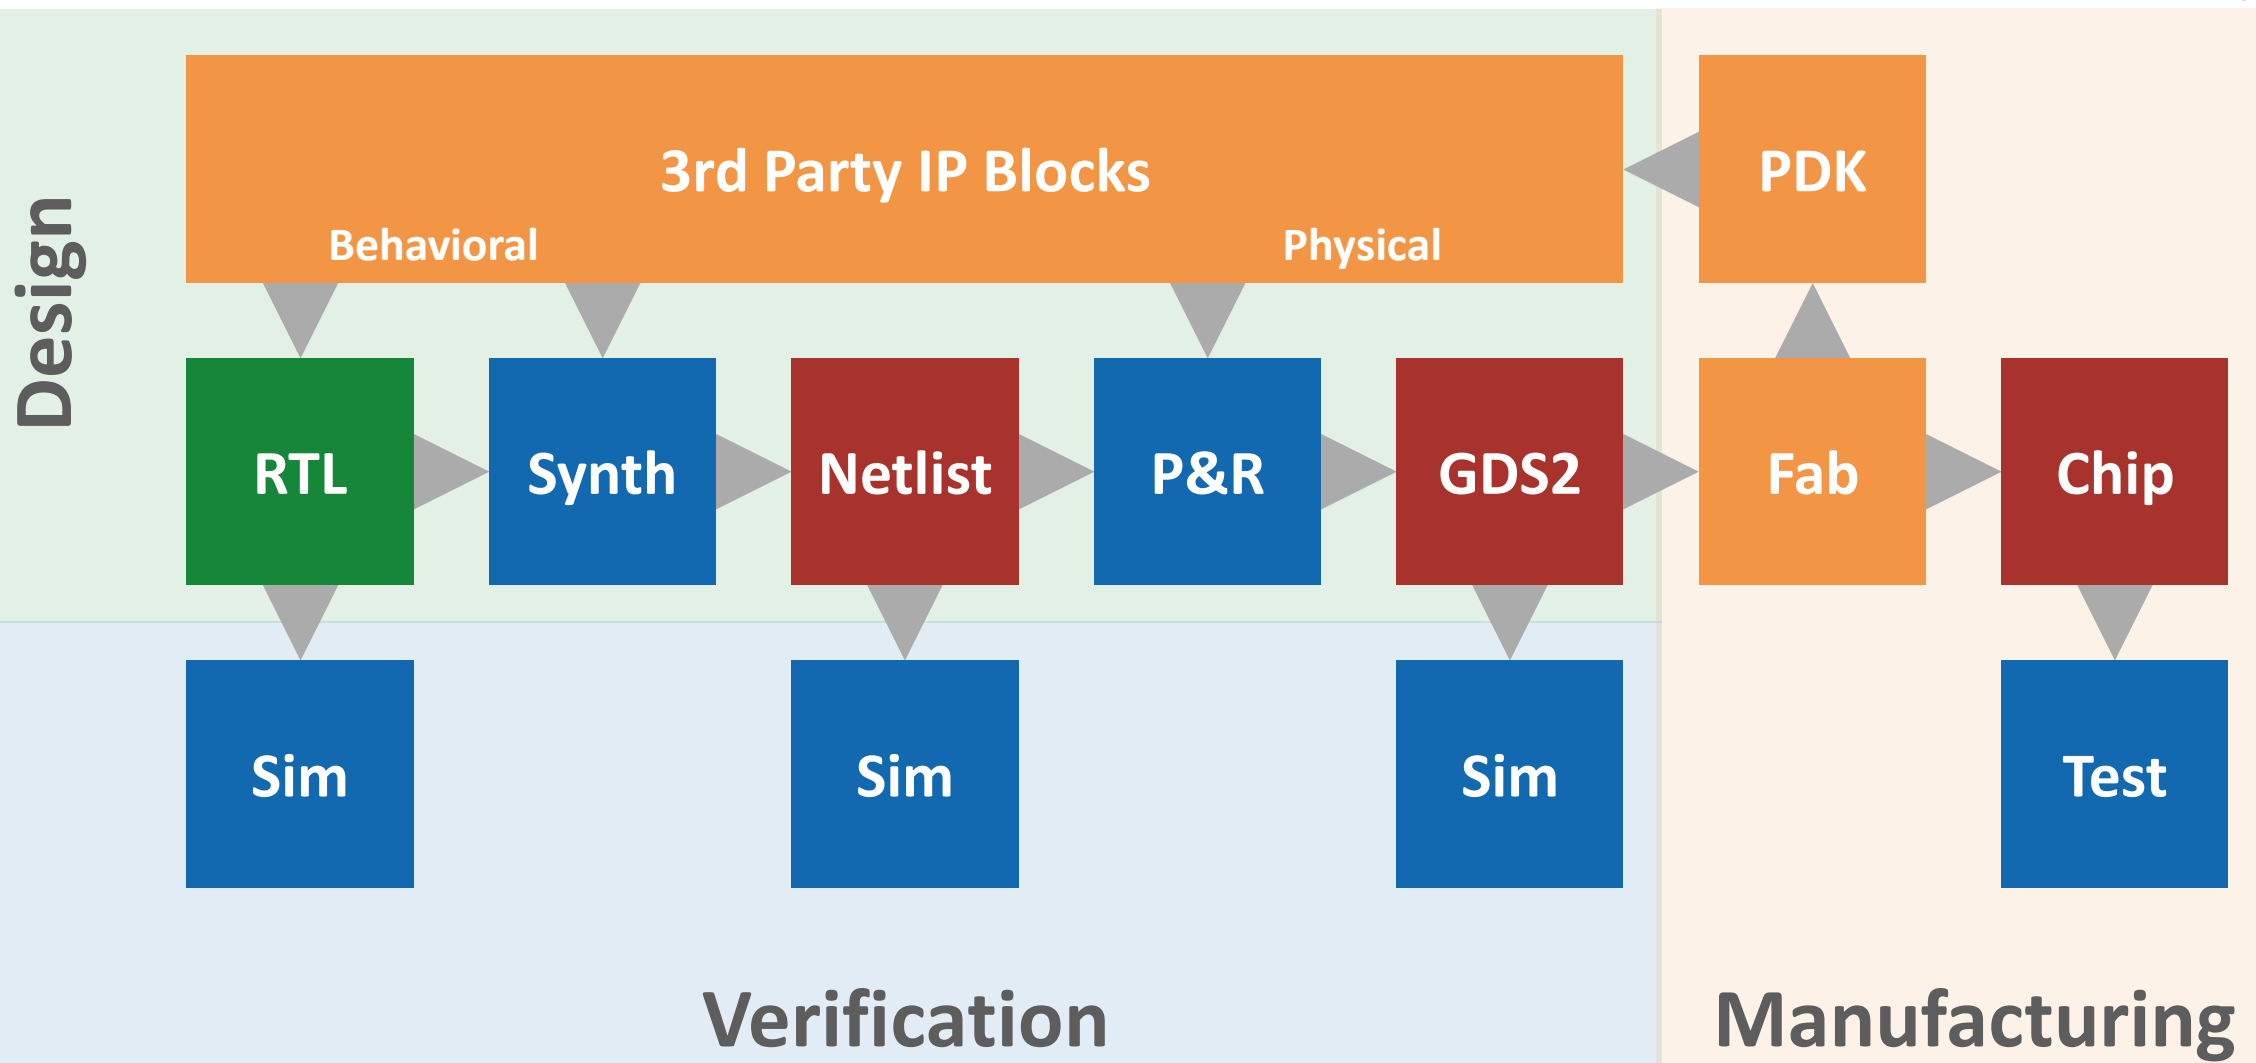 Design
3rd Party IP Blocks
Behavioral
Physical
PDK
RTL
Synth
Netlist
P&R
GDS2
Fab
Chip
Sim
Sim
Sim
Test
Verification
Manufacturing